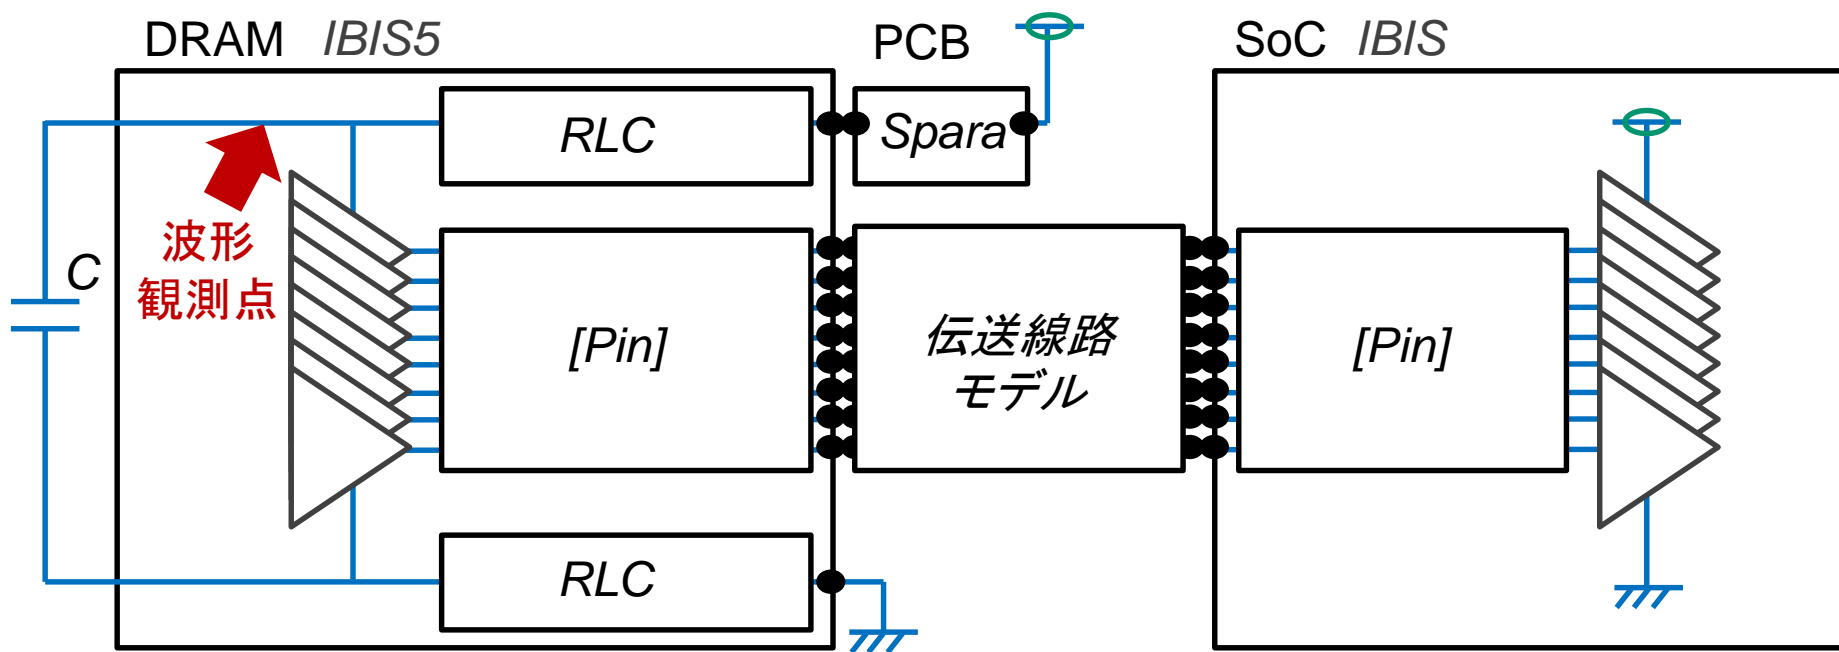 DRAM IBIS5
PCB
SoC IBIS
RLC
Spara
波形
観測点
C
[Pin]
伝送線路
モデル
[Pin]
RLC